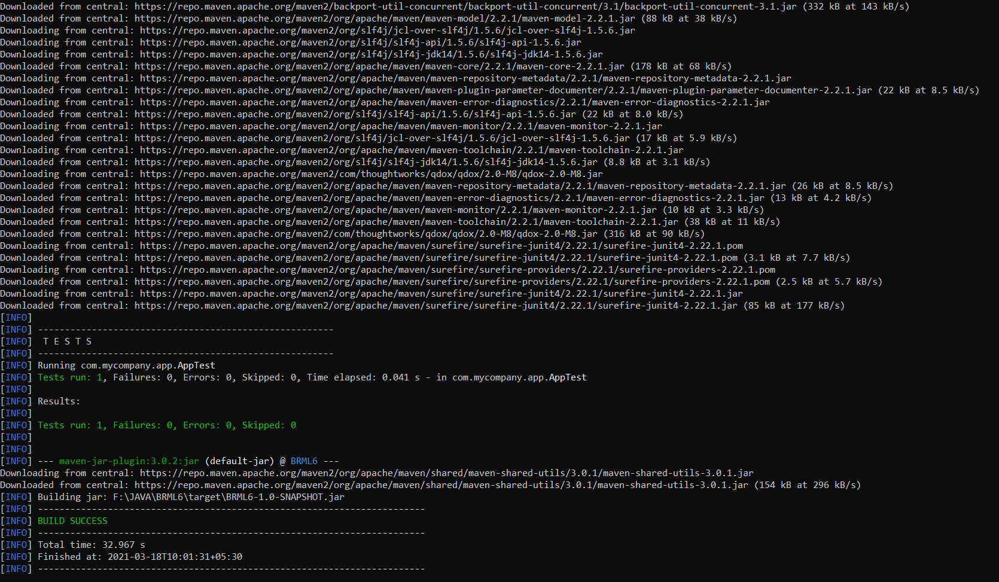 Downloaded from central: https://repo.maven.apache.org/maven2/backport-util-concurrent/backport-util-concurrent/3.1/backport-util-concurrent-3.1.jar (332 kB at 143 kB/s)
Downloaded from central: https://repo.maven.apache.org/maven2/org/apache/maven/maven-model/2.2.1/maven-model-2.2.1.jar (88 kB at 38 kB/s)
Downloading from central: https://repo.maven.apache.org/maven2/org/slf4j/jcl-over-slf4j/1.5.6/jcl-over-slf4j-1.5.6.jar
Downloading from central: https://repo.maven.apache.org/maven2/org/slf4j/slf4j-api/1.5.6/slf4j-api-1.5.6.jar
Downloading from central: https://repo.maven.apache.org/maven2/org/slf4j/slf4j-jdk14/1.5.6/slf4j-jdk14-1.5.6.jar
Downloaded from central: https://repo.maven.apache.org/maven2/org/apache/maven/maven-core/2.2.1/maven-core-2.2.1.jar (178 kB at 68 kB/s)
Downloading from central: https://repo.maven.apache.org/maven2/org/apache/maven/maven-repository-metadata/2.2.1/maven-repository-metadata-2.2.1.jar
Downloaded from central: https://repo.maven.apache.org/maven2/org/apache/maven/maven-plugin-parameter-documenter/2.2.1/maven-plugin-parameter-documenter-2.2.1.jar (22 kB at 8.5 kB/s)
Downloading from central: https://repo.maven.apache.org/maven2/org/apache/maven/maven-error-diagnostics/2.2.1/maven-error-diagnostics-2.2.1.jar
Downloaded from central: https://repo.maven.apache.org/maven2/org/slf4j/slf4j-api/1.5.6/slf4j-api-1.5.6.jar (22 kB at 8.0 kB/s)
Downloading from central: https://repo.maven.apache.org/maven2/org/apache/maven/maven-monitor/2.2.1/maven-monitor-2.2.1.jar
Downloaded from central: https://repo.maven.apache.org/maven2/org/slf4j/jcl-over-slf4j/1.5.6/jcl-over-slf4j-1.5.6.jar (17 kB at 5.9 kB/s)
Downloading from central: https://repo.maven.apache.org/maven2/org/apache/maven/maven-toolchain/2.2.1/maven-toolchain-2.2.1.jar
Downloaded from central: https://repo.maven.apache.org/maven2/org/slf4j/slf4j-jdk14/1.5.6/slf4j-jdk14-1.5.6.jar (8.8 kB at 3.1 kB/s)
Downloading from central: https://repo.maven.apache.org/maven2/com/thoughtworks/qdox/qdox/2.0-M8/qdox-2.0-M8.jar
Downloaded from central: https://repo.maven.apache.org/maven2/org/apache/maven/maven-repository-metadata/2.2.1/maven-repository-metadata-2.2.1.jar (26 kB at 8.5 kB/s)
Downloaded from central: https://repo.maven.apache.org/maven2/org/apache/maven/maven-error-diagnostics/2.2.1/maven-error-diagnostics-2.2.1.jar (13 kB at 4.2 kB/s)
Downloaded from central: https://repo.maven.apache.org/maven2/org/apache/maven/maven-monitor/2.2.1/maven-monitor-2.2.1.jar (10 kB at 3.3 kB/s)
Downloaded from central: https://repo.maven.apache.org/maven2/org/apache/maven/maven-toolchain/2.2.1/maven-toolchain-2.2.1.jar (38 kB at 11 kB/s)
Downloaded from central: https://repo.maven.apache.org/maven2/com/thoughtworks/qdox/qdox/2.0-M8/qdox-2.0-M8.jar (316 kB at 90 kB/s)
Downloading from central: https://repo.maven.apache.org/maven2/org/apache/maven/surefire/surefire-junit4/2.22.1/surefire-junit4-2.22.1.pom
Downloaded from central: https://repo.maven.apache.org/maven2/org/apache/maven/surefire/surefire-junit4/2.22.1/surefire-junit4-2.22.1.pom (3.1 kB at 7.7 kB/s)
Downloading from central: https://repo.maven.apache.org/maven2/org/apache/maven/surefire/surefire-providers/2.22.1/surefire-providers-2.22.1.pom
Downloaded from central: https://repo.maven.apache.org/maven2/org/apache/maven/surefire/surefire-providers/2.22.1/surefire-providers-2.22.1.pom (2.5 kB at 5.7 kB/s)
Downloading from central: https://repo.maven.apache.org/maven2/org/apache/maven/surefire/surefire-junit4/2.22.1/surefire-junit4-2.22.1.jar
Downloaded from central: https://repo.maven.apache.org/maven2/org/apache/maven/surefire/surefire-junit4/2.22.1/surefire-junit4-2.22.1.jar (85 kB at 177 kB/s)
[INFO]
[INFO] -------------------------------------------------------
[INFO]  T E S T S
[INFO] -------------------------------------------------------
[INFO] Running com.mycompany.app.AppTest
[INFO] Tests run: 1, Failures: 0, Errors: 0, Skipped: 0, Time elapsed: 0.041 s - in com.mycompany.app.AppTest
[INFO]
[INFO] Results:
[INFO]
[INFO] Tests run: 1, Failures: 0, Errors: 0, Skipped: 0
[INFO]
[INFO]
[INFO] --- maven-jar-plugin:3.0.2:jar (default-jar) @ BRML6 ---
Downloading from central: https://repo.maven.apache.org/maven2/org/apache/maven/shared/maven-shared-utils/3.0.1/maven-shared-utils-3.0.1.jar
Downloaded from central: https://repo.maven.apache.org/maven2/org/apache/maven/shared/maven-shared-utils/3.0.1/maven-shared-utils-3.0.1.jar (154 kB at 296 kB/s)
[INFO] Building jar: F:\JAVA\BRML6\target\BRML6-1.0-SNAPSHOT.jar
[INFO] ------------------------------------------------------------------------
[INFO] BUILD SUCCESS
[INFO] ------------------------------------------------------------------------
[INFO] Total time: 32.967 s
[INFO] Finished at: 2021-03-18T10:01:31+05:30
[INFO] ------------------------------------------------------------------------